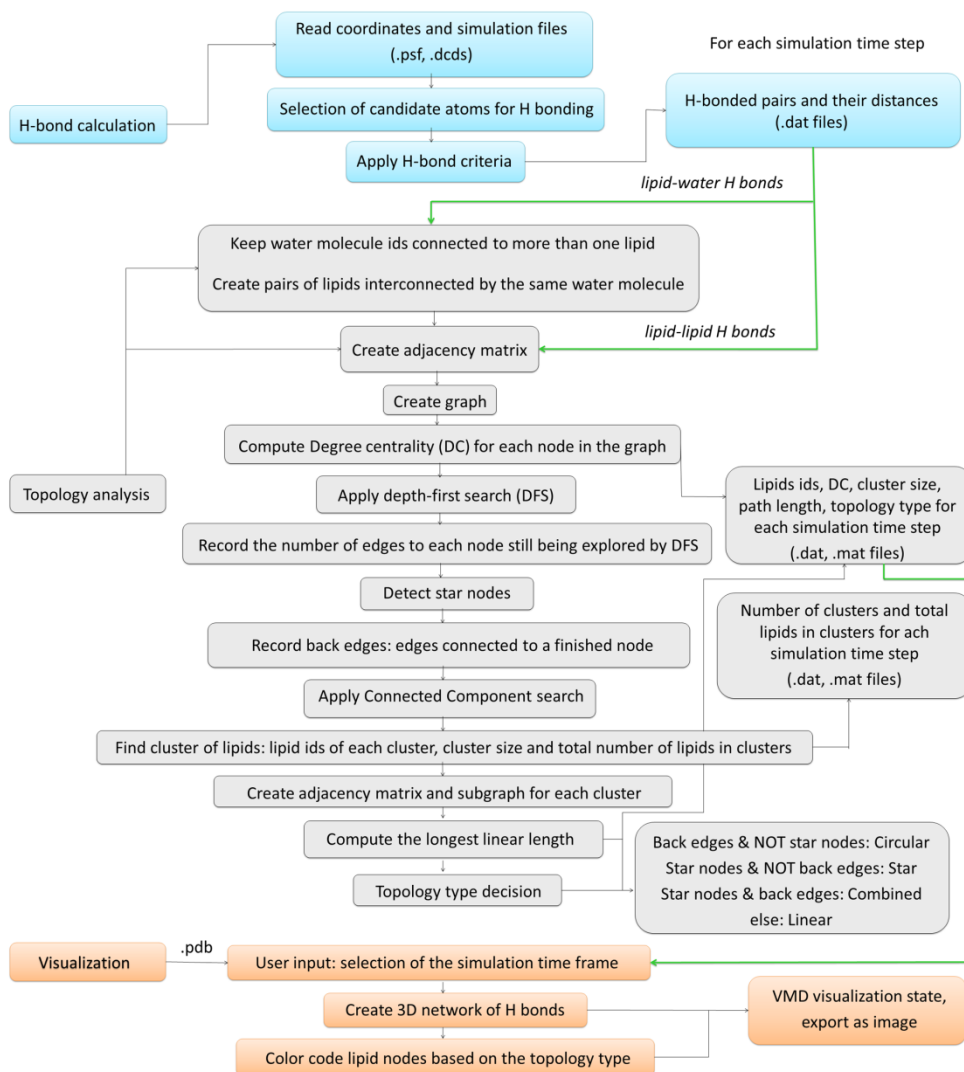 Read coordinates and simulation files
(.psf, .dcds)
For each simulation time step
Selection of candidate atoms for H bonding
H-bonded pairs and their distances
(.dat files)
H-bond calculation
Apply H-bond criteria
lipid-water H bonds
Keep water molecule ids connected to more than one lipid
Create pairs of lipids interconnected by the same water molecule
lipid-lipid H bonds
Create adjacency matrix
Create graph
Compute Degree centrality (DC) for each node in the graph
Topology analysis
Apply depth-first search (DFS)
Lipids ids, DC, cluster size,
path length, topology type for
each simulation time step
(.dat, .mat files)
Record the number of edges to each node still being explored by DFS
Detect star nodes
Number of clusters and total
lipids in clusters for ach
simulation time step
(.dat, .mat files)
Record back edges: edges connected to a finished node
Apply Connected Component search
Find cluster of lipids: lipid ids of each cluster, cluster size and total number of lipids in clusters
Create adjacency matrix and subgraph for each cluster
Compute the longest linear length
Back edges & NOT star nodes: Circular
Star nodes & NOT back edges: Star
Star nodes & back edges: Combined
else: Linear
Topology type decision
Visualization
.pdb
User input: selection of the simulation time frame
Create 3D network of H bonds
VMD visualization state,
export as image
Color code lipid nodes based on the topology type